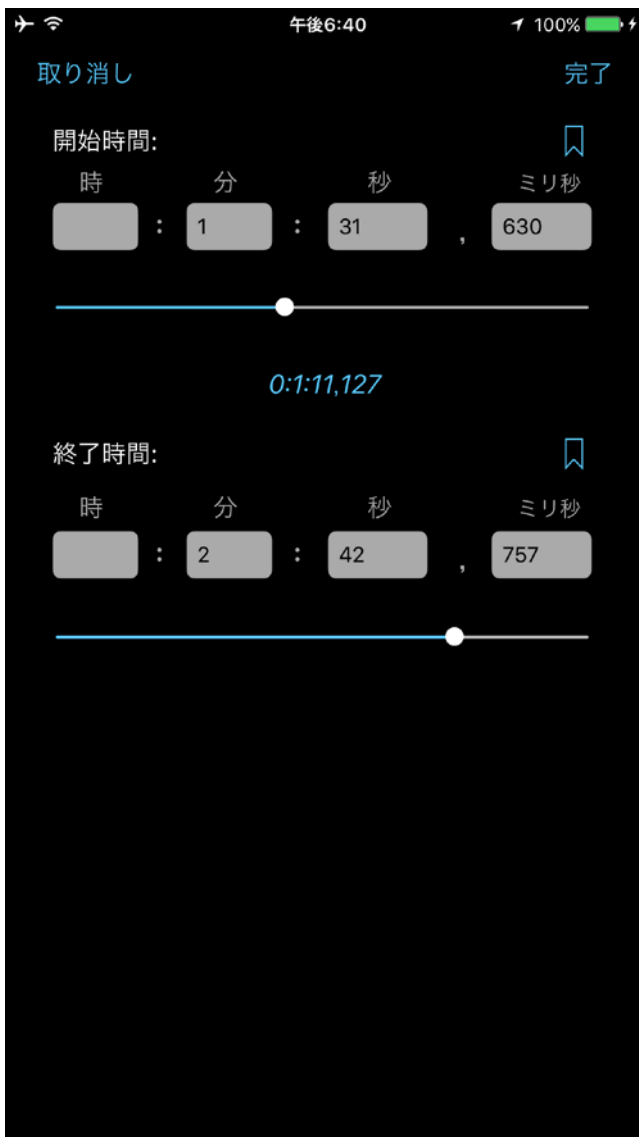 午後6:40 100%
取り消し 完了
開始時間:
時 分 秒 ミリ秒
: 1 : 31 , 630
0:1:11,127
終了時間:
時 分 秒 ミリ秒
: 2 : 42 , 757